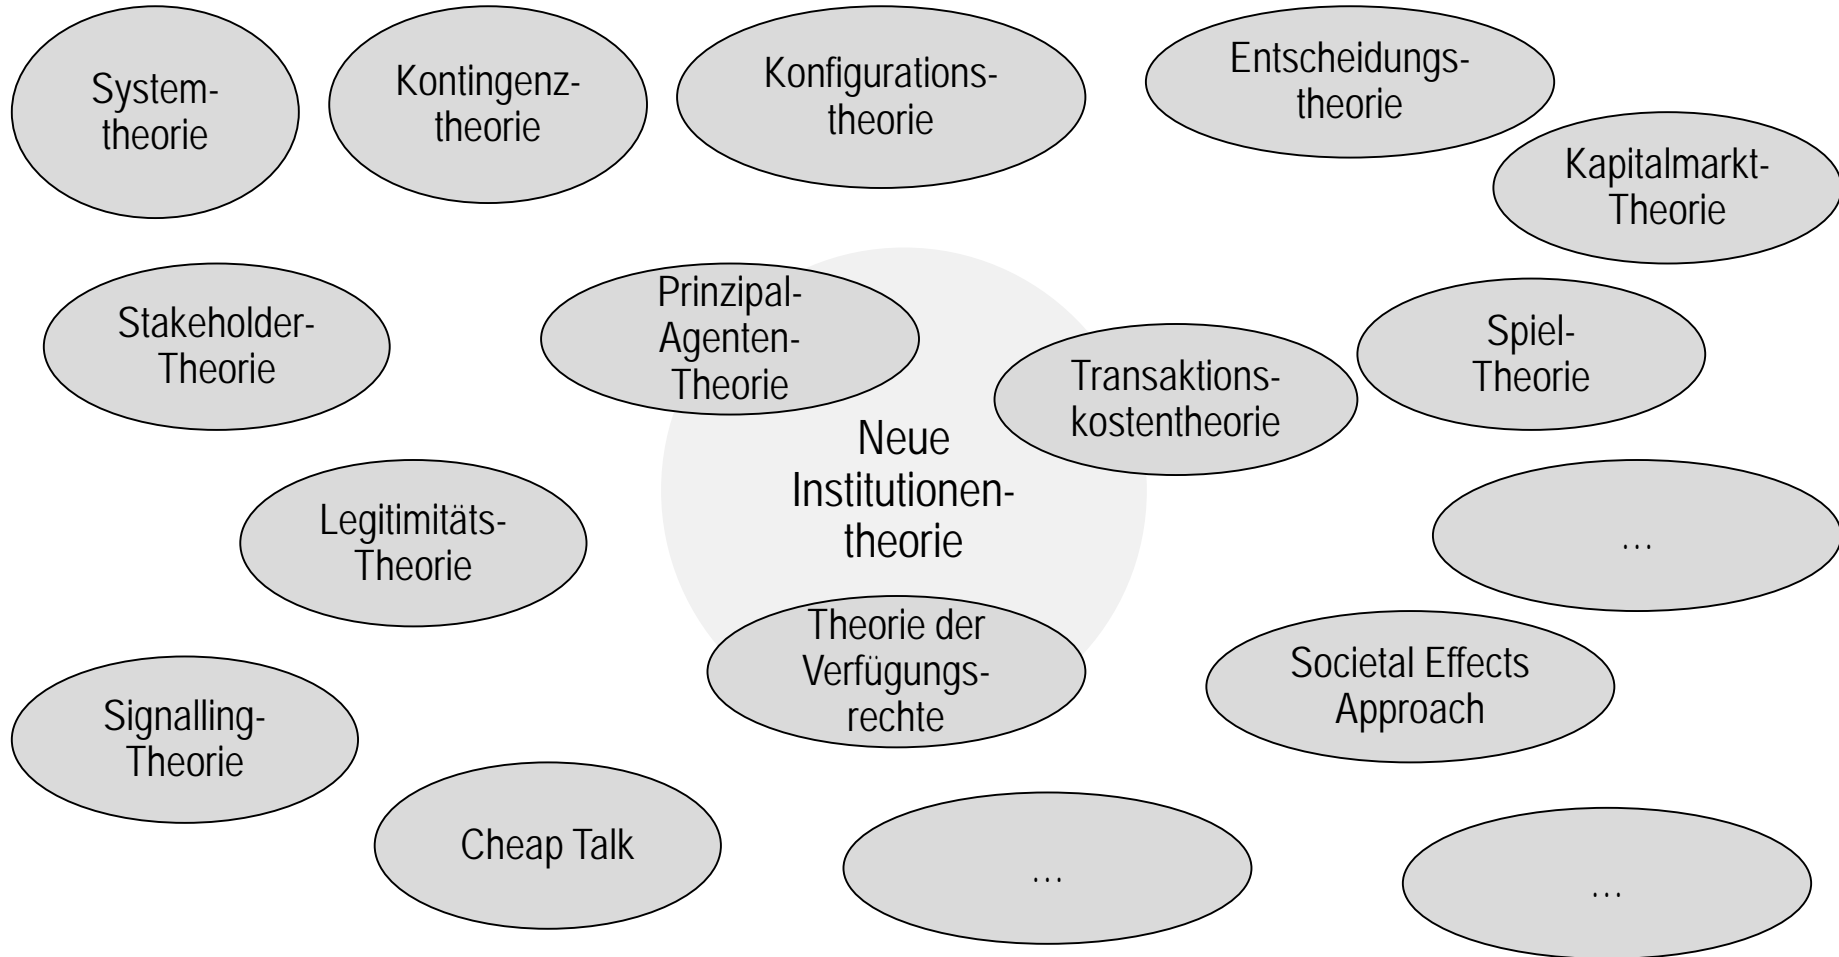 System-
theorie
Kontingenz-
theorie
Konfigurations-
theorie
Entscheidungs-
theorie
Kapitalmarkt-
Theorie
Stakeholder-
Theorie
Prinzipal-
Agenten-
Theorie
Transaktions-
kostentheorie
Spiel-
Theorie
Neue
Institutionen-
theorie
Legitimitäts-
Theorie
…
Theorie der
Verfügungs-
rechte
Societal Effects
Approach
Signalling-
Theorie
Cheap Talk
…
…